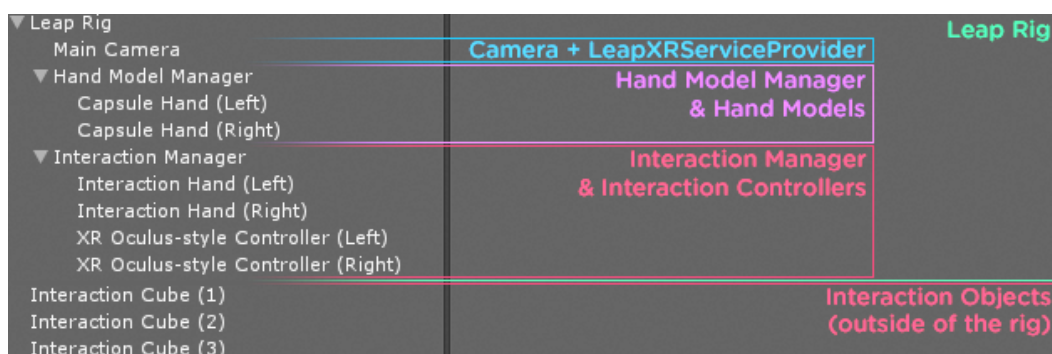 Leap Rig
Leap Rig
Main Camera
Camera + LeapXRServiceProvider
Hand Model Manager
Hand Model Manager
Capsule Hand (Left)
& Hand Models
Capsule Hand (Right)
Interaction Manager
Interaction Manager
Interaction Hand (Left)
& Interaction Controllers
Interaction Hand (Right)
XR Oculus-style Controller (Left)
XR Oculus-style Controller (Right)
Interaction Cube (1)
Interaction Objects
Interaction Cube (2)
(outside of the rig)
Interaction Cube (3)